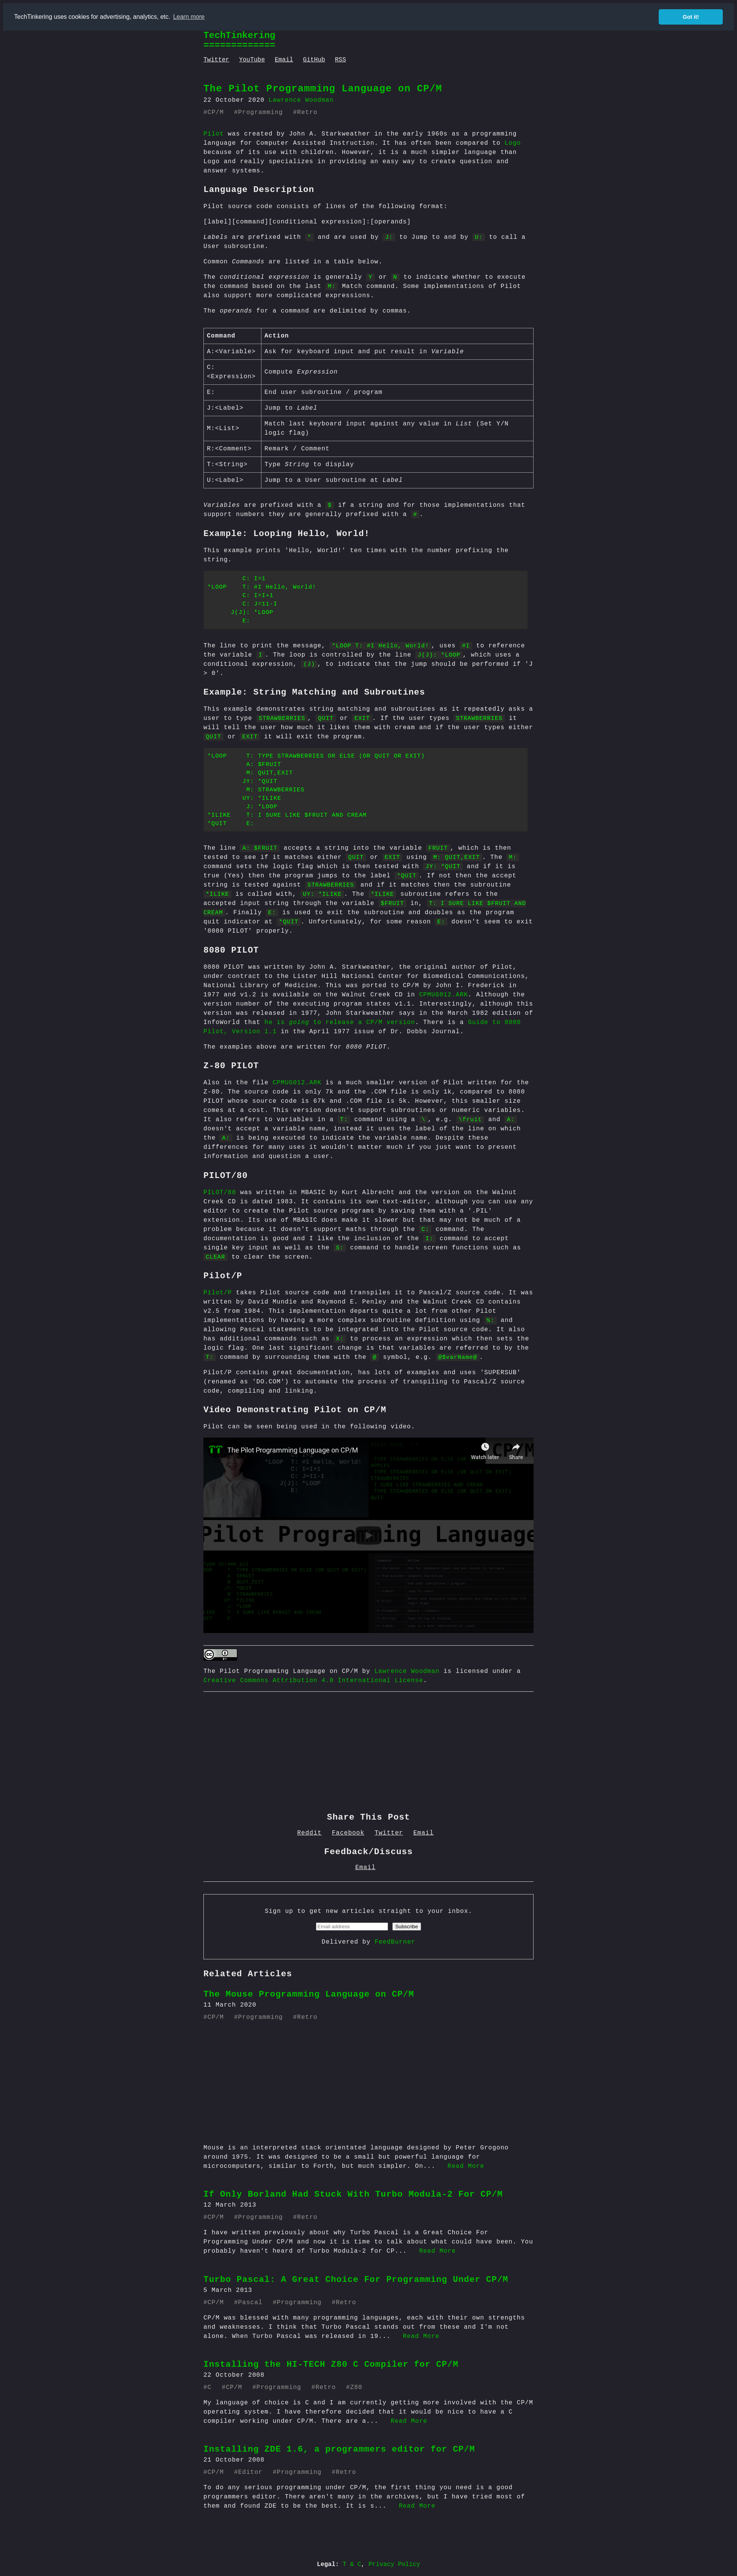 TechTinkering uses cookies for advertising, analytics, etc. Learn more
Got it!
TechTinkering
=============
Twitter YouTube Email GitHub RSS
The Pilot Programming Language on CP/M
22 October 2020 Lawrence Woodman
#CP/M #Programming #Retro
Pilot was created by John A. Starkweather in the early 1960s as a programming
language for Computer Assisted Instruction. It has often been compared to Logo
because of its use with children. However, it is a much simpler language than
Logo and really specializes in providing an easy way to create question and
answer systems.
Language Description
Pilot source code consists of lines of the following format:
[label][command][conditional expression]:[operands]
Labels are prefixed with * and are used by J: to Jump to and by U: to call a
User subroutine.
Common Commands are listed in a table below.
The conditional expression is generally Y or N to indicate whether to execute
the command based on the last M: Match command. Some implementations of Pilot
also support more complicated expressions.
The operands for a command are delimited by commas.
Command Action
A:<Variable> Ask for keyboard input and put result in Variable
C:
<Expression> Compute Expression
E: End user subroutine / program
J:<Label> Jump to Label
M:<List> Match last keyboard input against any value in List (Set Y/N
logic flag)
R:<Comment> Remark / Comment
T:<String> Type String to display
U:<Label> Jump to a User subroutine at Label
Variables are prefixed with a $ if a string and for those implementations that
support numbers they are generally prefixed with a #.
Example: Looping Hello, World!
This example prints 'Hello, World!' ten times with the number prefixing the
string.
C: I=1
*LOOP T: #I Hello, World!
C: I=I+1
C: J=11-I
J(J): *LOOP
E:
The line to print the message, *LOOP T: #I Hello, World!, uses #I to reference
the variable I. The loop is controlled by the line J(J): *LOOP, which uses a
conditional expression, (J), to indicate that the jump should be performed if 'J
> 0'.
Example: String Matching and Subroutines
This example demonstrates string matching and subroutines as it repeatedly asks a
user to type STRAWBERRIES, QUIT or EXIT. If the user types STRAWBERRIES it
will tell the user how much it likes them with cream and if the user types either
QUIT or EXIT it will exit the program.
*LOOP T: TYPE STRAWBERRIES OR ELSE (OR QUIT OR EXIT)
A: $FRUIT
M: QUIT,EXIT
JY: *QUIT
M: STRAWBERRIES
UY: *ILIKE
J: *LOOP
*ILIKE T: I SURE LIKE $FRUIT AND CREAM
*QUIT E:
The line A: $FRUIT accepts a string into the variable FRUIT, which is then
tested to see if it matches either QUIT or EXIT using M: QUIT,EXIT. The M:
command sets the logic flag which is then tested with JY: *QUIT and if it is
true (Yes) then the program jumps to the label *QUIT. If not then the accept
string is tested against STRAWBERRIES and if it matches then the subroutine
*ILIKE is called with, UY: *ILIKE. The *ILIKE subroutine refers to the
accepted input string through the variable $FRUIT in, T: I SURE LIKE $FRUIT AND
CREAM. Finally E: is used to exit the subroutine and doubles as the program
quit indicator at *QUIT. Unfortunately, for some reason E: doesn't seem to exit
'8080 PILOT' properly.
8080 PILOT
8080 PILOT was written by John A. Starkweather, the original author of Pilot,
under contract to the Lister Hill National Center for Biomedical Communications,
National Library of Medicine. This was ported to CP/M by John I. Frederick in
1977 and v1.2 is available on the Walnut Creek CD in CPMUG012.ARK. Although the
version number of the executing program states v1.1. Interestingly, although this
version was released in 1977, John Starkweather says in the March 1982 edition of
InfoWorld that he is going to release a CP/M version. There is a Guide to 8080
Pilot, Version 1.1 in the April 1977 issue of Dr. Dobbs Journal.
The examples above are written for 8080 PILOT.
Z-80 PILOT
Also in the file CPMUG012.ARK is a much smaller version of Pilot written for the
Z-80. The source code is only 7k and the .COM file is only 1k, compared to 8080
PILOT whose source code is 67k and .COM file is 5k. However, this smaller size
comes at a cost. This version doesn't support subroutines or numeric variables.
It also refers to variables in a T: command using a \, e.g. \fruit and A:
doesn't accept a variable name, instead it uses the label of the line on which
the A: is being executed to indicate the variable name. Despite these
differences for many uses it wouldn't matter much if you just want to present
information and question a user.
PILOT/80
PILOT/80 was written in MBASIC by Kurt Albrecht and the version on the Walnut
Creek CD is dated 1983. It contains its own text-editor, although you can use any
editor to create the Pilot source programs by saving them with a '.PIL'
extension. Its use of MBASIC does make it slower but that may not be much of a
problem because it doesn't support maths through the C: command. The
documentation is good and I like the inclusion of the I: command to accept
single key input as well as the S: command to handle screen functions such as
CLEAR to clear the screen.
Pilot/P
Pilot/P takes Pilot source code and transpiles it to Pascal/Z source code. It was
written by David Mundie and Raymond E. Penley and the Walnut Creek CD contains
v2.5 from 1984. This implementation departs quite a lot from other Pilot
implementations by having a more complex subroutine definition using %: and
allowing Pascal statements to be integrated into the Pilot source code. It also
has additional commands such as X: to process an expression which then sets the
logic flag. One last significant change is that variables are referred to by the
T: command by surrounding them with the @ symbol, e.g. @$varName@.
Pilot/P contains great documentation, has lots of examples and uses 'SUPERSUB'
(renamed as 'DO.COM') to automate the process of transpiling to Pascal/Z source
code, compiling and linking.
Video Demonstrating Pilot on CP/M
Pilot can be seen being used in the following video.
The Pilot Programming Language on CP/M
Watch later Share
Pilot Programming Language
The Pilot Programming Language on CP/M by Lawrence Woodman is licensed under a
Creative Commons Attribution 4.0 International License.
Share This Post
Reddit Facebook Twitter Email
Feedback/Discuss
Email
Sign up to get new articles straight to your inbox.
Email address Subscribe
Delivered by FeedBurner
Related Articles
The Mouse Programming Language on CP/M
11 March 2020
#CP/M #Programming #Retro
Mouse is an interpreted stack orientated language designed by Peter Grogono
around 1975. It was designed to be a small but powerful language for
microcomputers, similar to Forth, but much simpler. On... Read More
If Only Borland Had Stuck With Turbo Modula-2 For CP/M
12 March 2013
#CP/M #Programming #Retro
I have written previously about why Turbo Pascal is a Great Choice For
Programming Under CP/M and now it is time to talk about what could have been. You
probably haven't heard of Turbo Modula-2 for CP... Read More
Turbo Pascal: A Great Choice For Programming Under CP/M
5 March 2013
#CP/M #Pascal #Programming #Retro
CP/M was blessed with many programming languages, each with their own strengths
and weaknesses. I think that Turbo Pascal stands out from these and I'm not
alone. When Turbo Pascal was released in 19... Read More
Installing the HI-TECH Z80 C Compiler for CP/M
22 October 2008
#C #CP/M #Programming #Retro #Z80
My language of choice is C and I am currently getting more involved with the CP/M
operating system. I have therefore decided that it would be nice to have a C
compiler working under CP/M. There are a... Read More
Installing ZDE 1.6, a programmers editor for CP/M
21 October 2008
#CP/M #Editor #Programming #Retro
To do any serious programming under CP/M, the first thing you need is a good
programmers editor. There aren't many in the archives, but I have tried most of
them and found ZDE to be the best. It is s... Read More
Legal: T & C, Privacy Policy